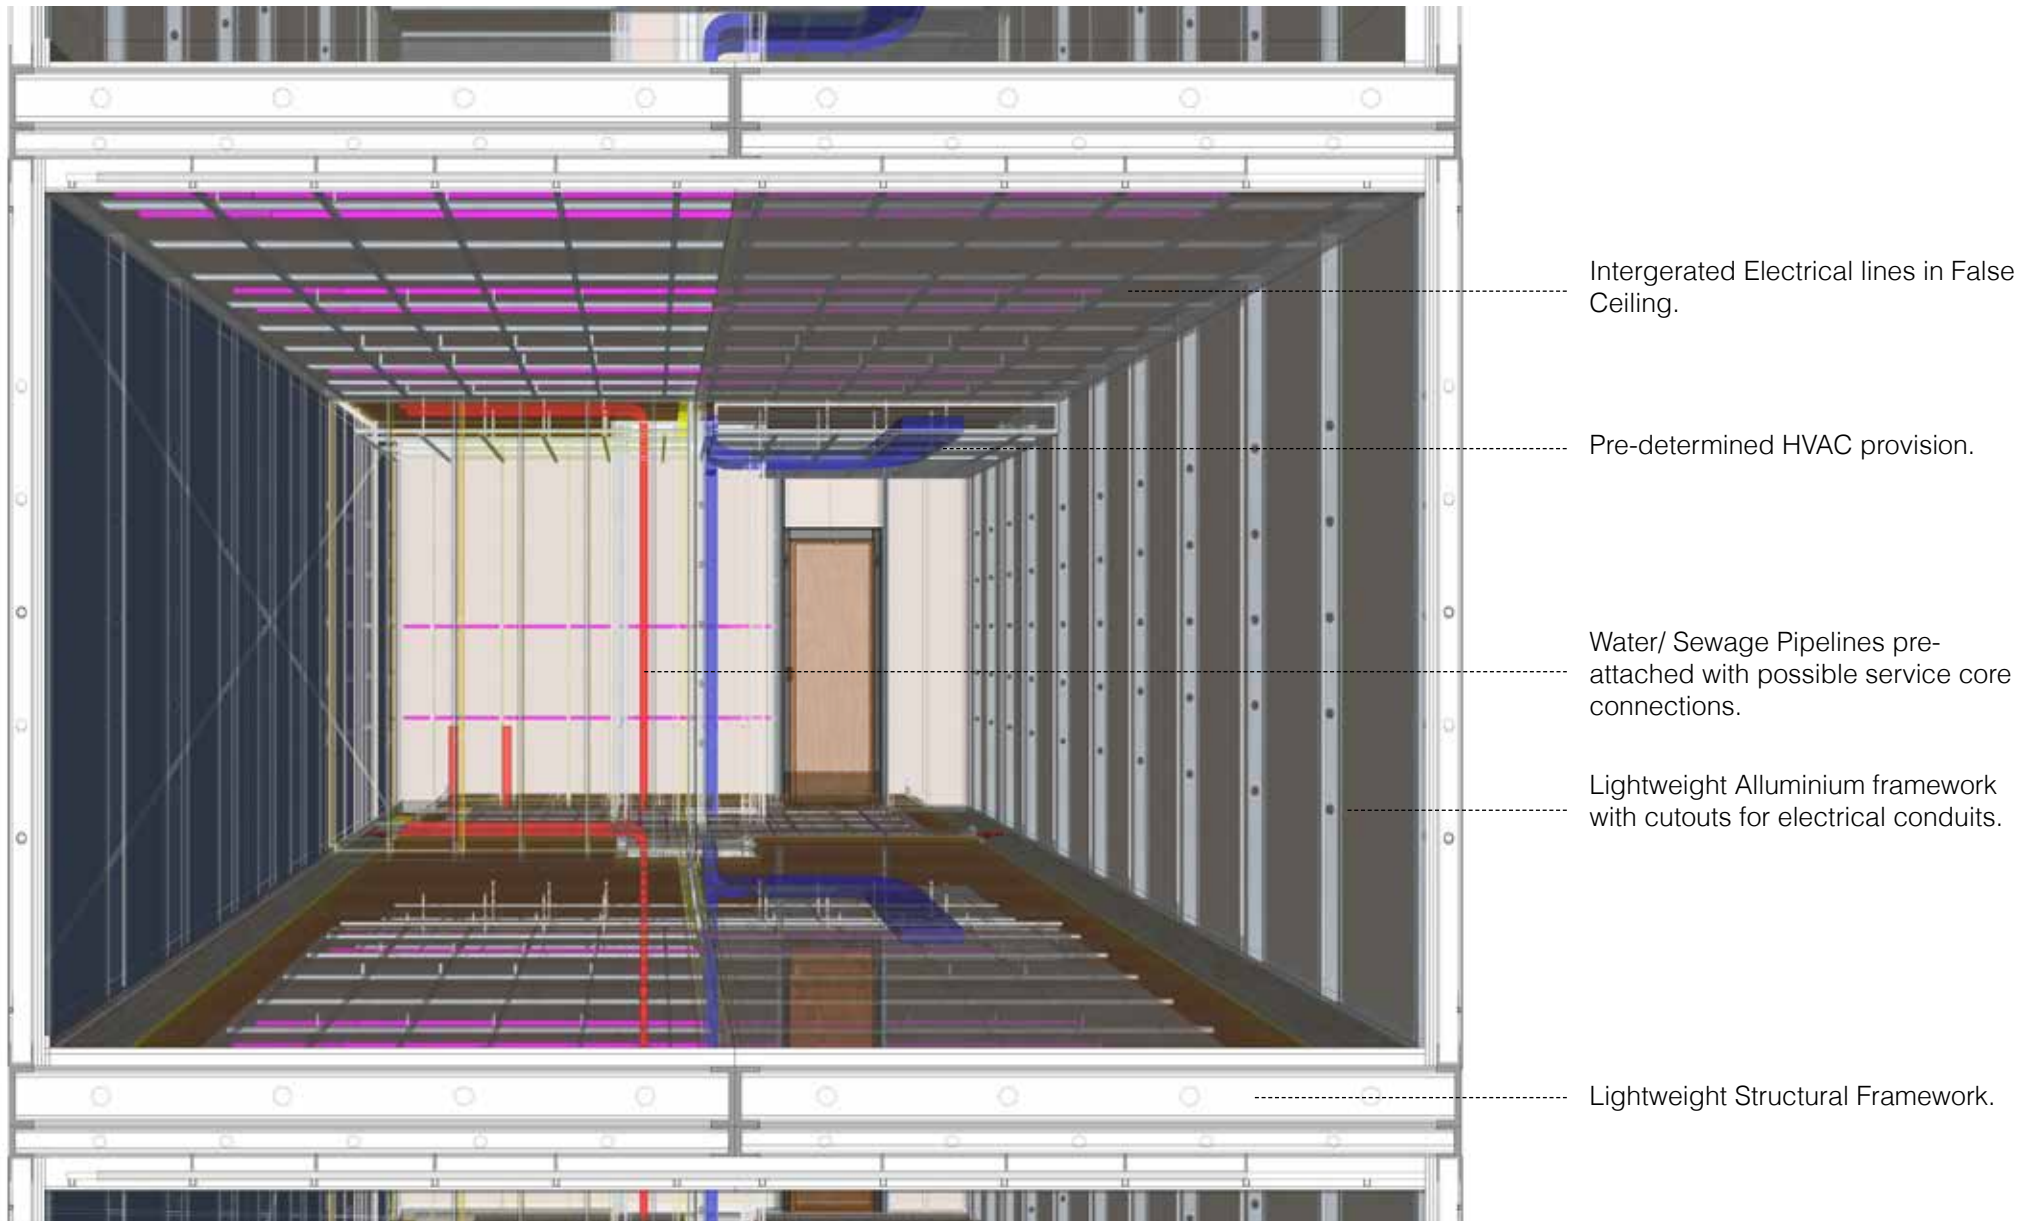 Intergerated Electrical lines in False
Ceiling.
Pre-determined HVAC provision.
Water/ Sewage Pipelines pre-
attached with possible service core
connections.
Lightweight Alluminium framework
with cutouts for electrical conduits.
Lightweight Structural Framework.